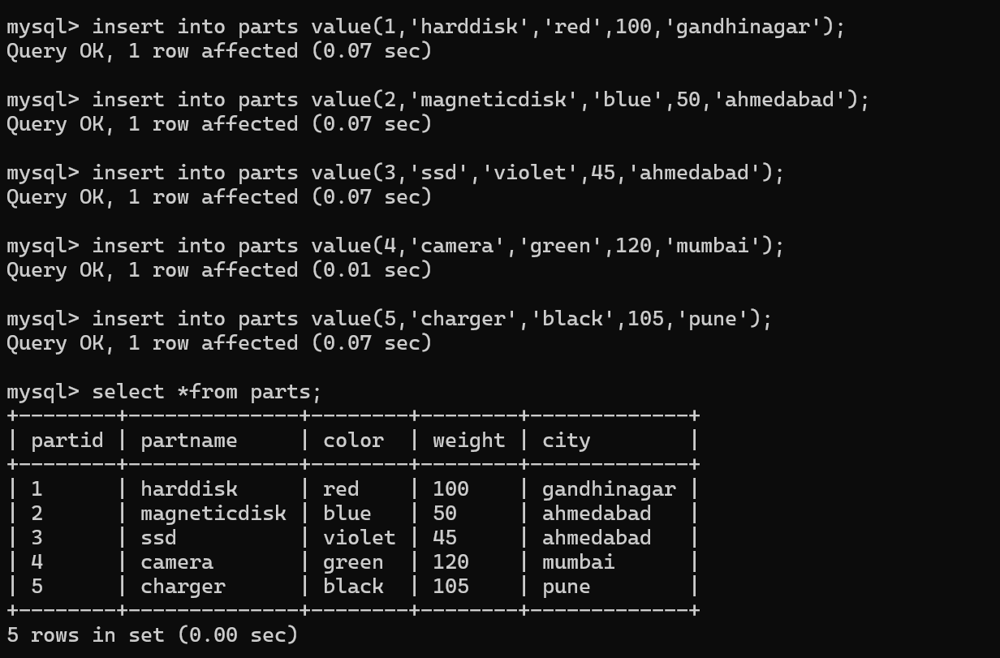 mysql> insert into parts value(1,'harddisk','red',100,'gandhinagar');
Query OK, 1 row affected (0.07 sec)
mysql> insert into parts value(2,'magneticdisk','blue',50,'ahmedabad');
Query OK, 1 row affected (0.07 sec)
mysql> insert into parts value(3,'ssd','violet',45,'ahmedabad');
Query OK, 1 row affected (0.07 sec)
mysql> insert into parts value(4,'camera','green',120,'mumbai');
Query OK, 1 row affected (0.01 sec)
mysql> insert into parts value(5,'charger','black',105,'pune');
Query OK, 1 row affected (0.07 sec)
mysql> select *from parts;
+--------+--------------+--------+--------+-------------+
| partid | partname     | color  | weight | city        |
+--------+--------------+--------+--------+-------------+
| 1      | harddisk     | red    | 100    | gandhinagar |
| 2      | magneticdisk | blue   | 50     | ahmedabad   |
| 3      | ssd          | violet | 45     | ahmedabad   |
| 4      | camera       | green  | 120    | mumbai      |
| 5      | charger      | black  | 105    | pune        |
+--------+--------------+--------+--------+-------------+
5 rows in set (0.00 sec)